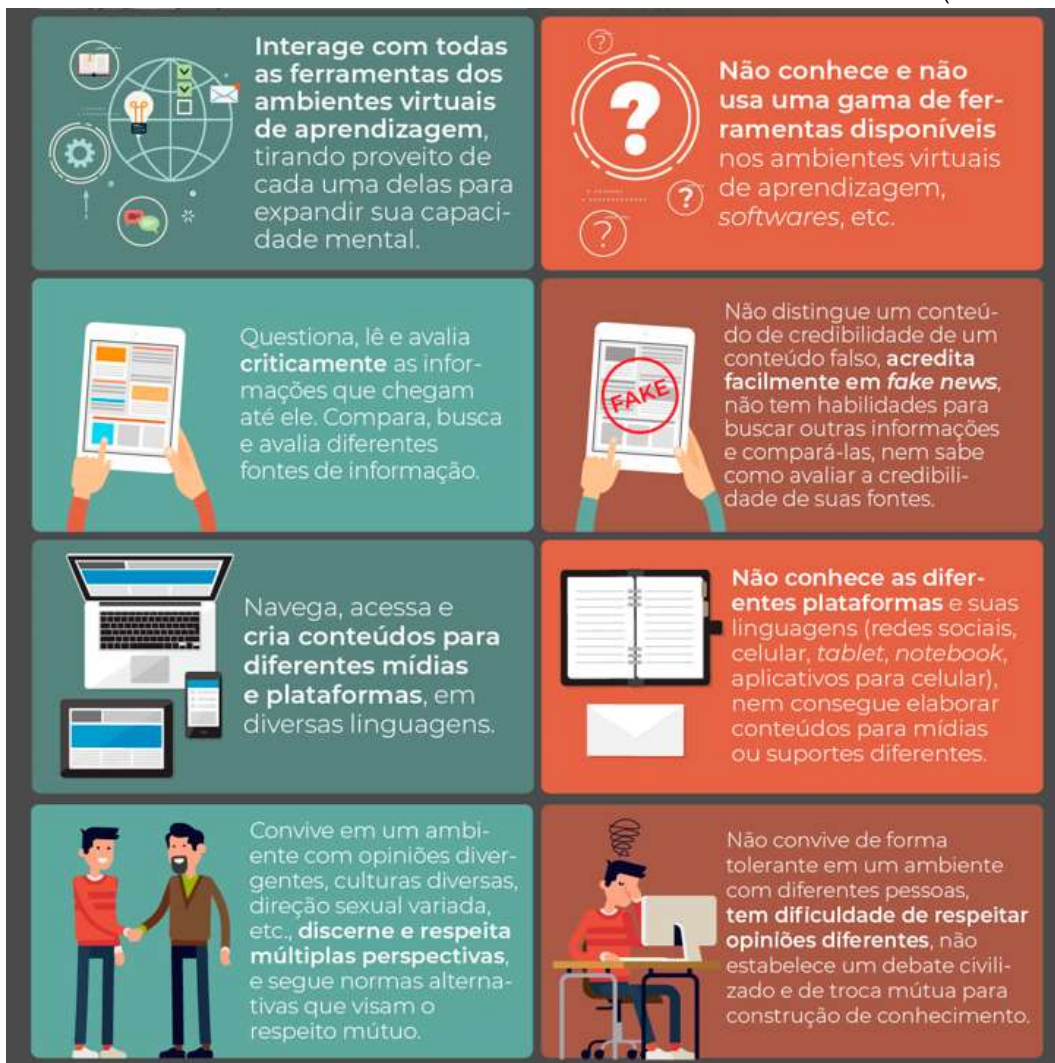 Interage com todas
as ferramentas dos
ambientes virtuais
de aprendizagem,
tirando proveito de
cada uma delas para
expandir sua capaci-
dade mental.
?
?
?
?
Não conhece e não
usa uma gama de fer-
ramentas disponíveis
nos ambientes virtuais
de aprendizagem,
softwares, etc.
Questiona, lê e avalia
criticamente as infor-
mações que chegam
até ele. Compara, busca
e avalia diferentes
fontes de informação.
FAKE
Não distingue um conteú-
do de credibilidade de um
conteúdo falso, acredita
facilmente em fake news,
não tem habilidades para
buscar outras informações
e compará-las, nem sabe
como avaliar a credibili-
dade de suas fontes.
Navega, acessa e
cria conteúdos para
diferentes mídias
e plataformas, em
diversas linguagens.
Não conhece as difer-
entes plataformas e suas
linguagens (redes sociais,
celular, tablet, notebook,
aplicativos para celular),
nem consegue elaborar
conteúdos para mídias
ou suportes diferentes.
Convive em um ambi-
ente com opiniões diver-
gentes, culturas diversas,
direção sexual variada,
etc., discerne e respeita
múltiplas perspectivas,
e segue normas alterna-
tivas que visam o
respeito mútuo.
Não convive de forma
tolerante em um ambiente
com diferentes pessoas,
tem dificuldade de respeitar
opiniões diferentes, não
estabelece um debate civili-
zado e de troca mútua para
construção de conhecimento.